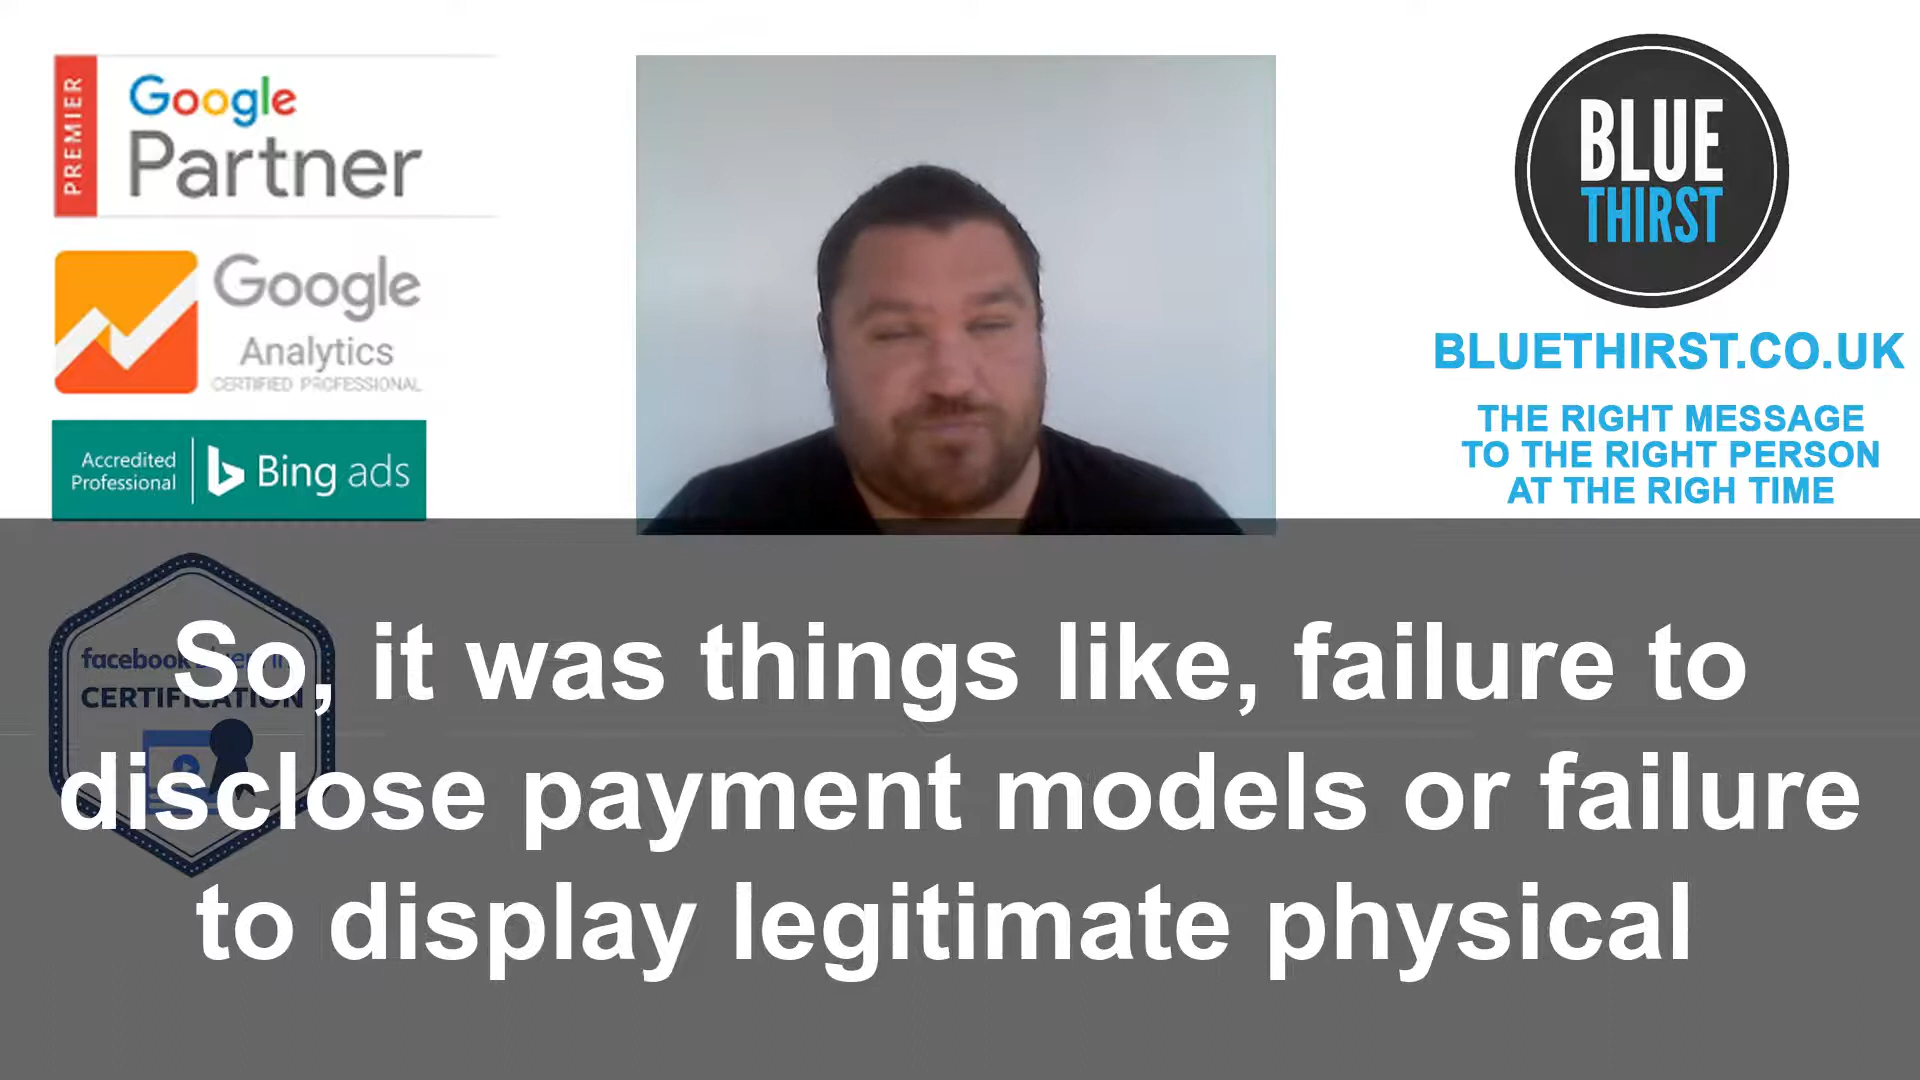 PREMIER
Google
Partner
Google
Analytics
CERTIFIED PROFESSIONAL
Accredited
Professional
Bing ads
BLUE
THIRST
BLUETHIRST.CO.UK
THE RIGHT MESSAGE
TO THE RIGHT PERSON
AT THE RIGH TIME
facebook
CERTIFICATION
So, it was things like, failure to
disclose payment models or failure
to display legitimate physical